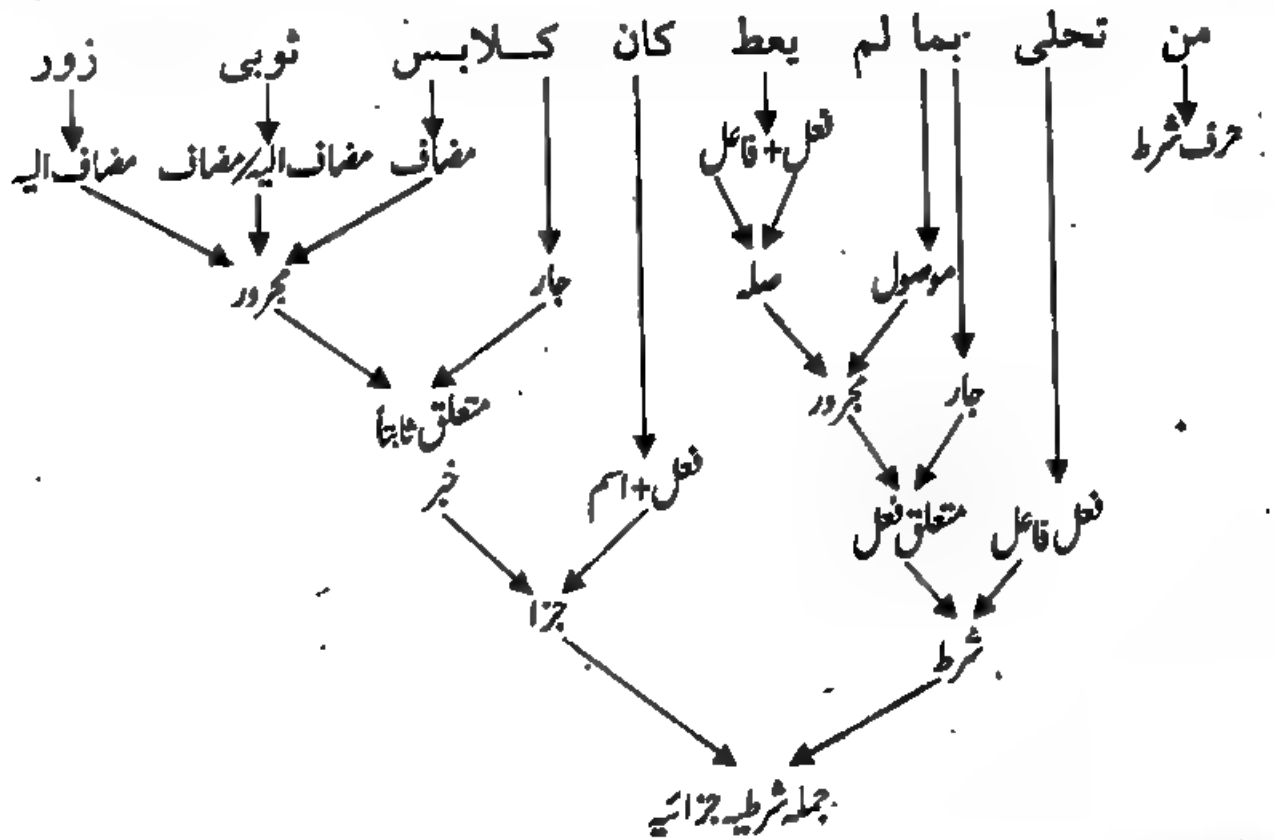 من تحلی بما لم یعط کان کلابس ثوبی زور
حرف شرط فعل+فاعل مضاف مضاف الیہ/مضاف مضاف الیہ
موصول صلہ جار مجرور
جار مجرور متعلق ثابتاً
فعل+اسم خبر
فعل فاعل متعلق فعل
جزا
شرط
جملہ شرطیہ جزائیہ